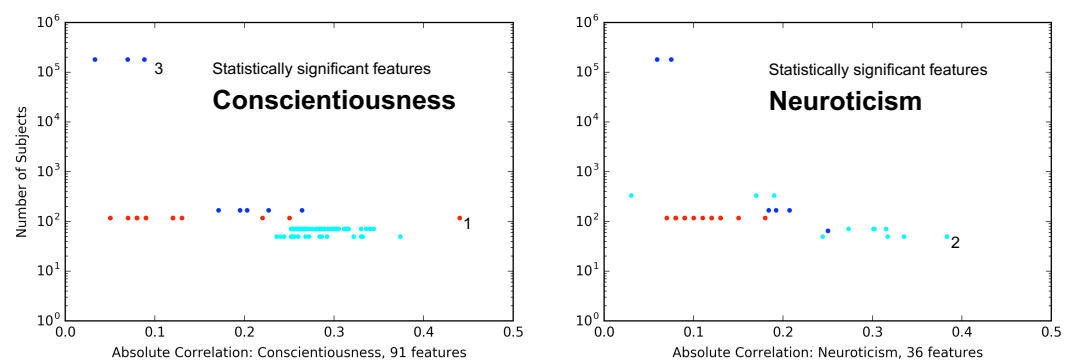 10^6
10^5
10^4
10^3
10^2
10^1
10^0
Number of Subjects
Statistically significant features
Conscientiousness
3
1
0.0 0.1 0.2 0.3 0.4 0.5
Absolute Correlation: Conscientiousness, 91 features
10^6
10^5
10^4
10^3
10^2
10^1
10^0
Statistically significant features
Neuroticism
2
0.0 0.1 0.2 0.3 0.4 0.5
Absolute Correlation: Neuroticism, 36 features